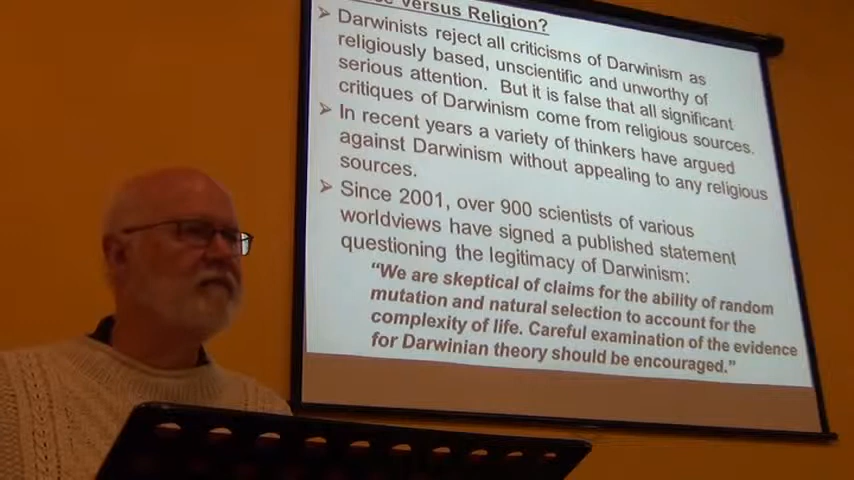 versus Religion?
➢ Darwinists reject all criticisms of Darwinism as
religiously based, unscientific and unworthy of
serious attention. But it is false that all significant
critiques of Darwinism come from religious sources.
➢ In recent years a variety of thinkers have argued
against Darwinism without appealing to any religious
sources.
➢ Since 2001, over 900 scientists of various
worldviews have signed a published statement
questioning the legitimacy of Darwinism:
“We are skeptical of claims for the ability of random
mutation and natural selection to account for the
complexity of life. Careful examination of the evidence
for Darwinian theory should be encouraged.”